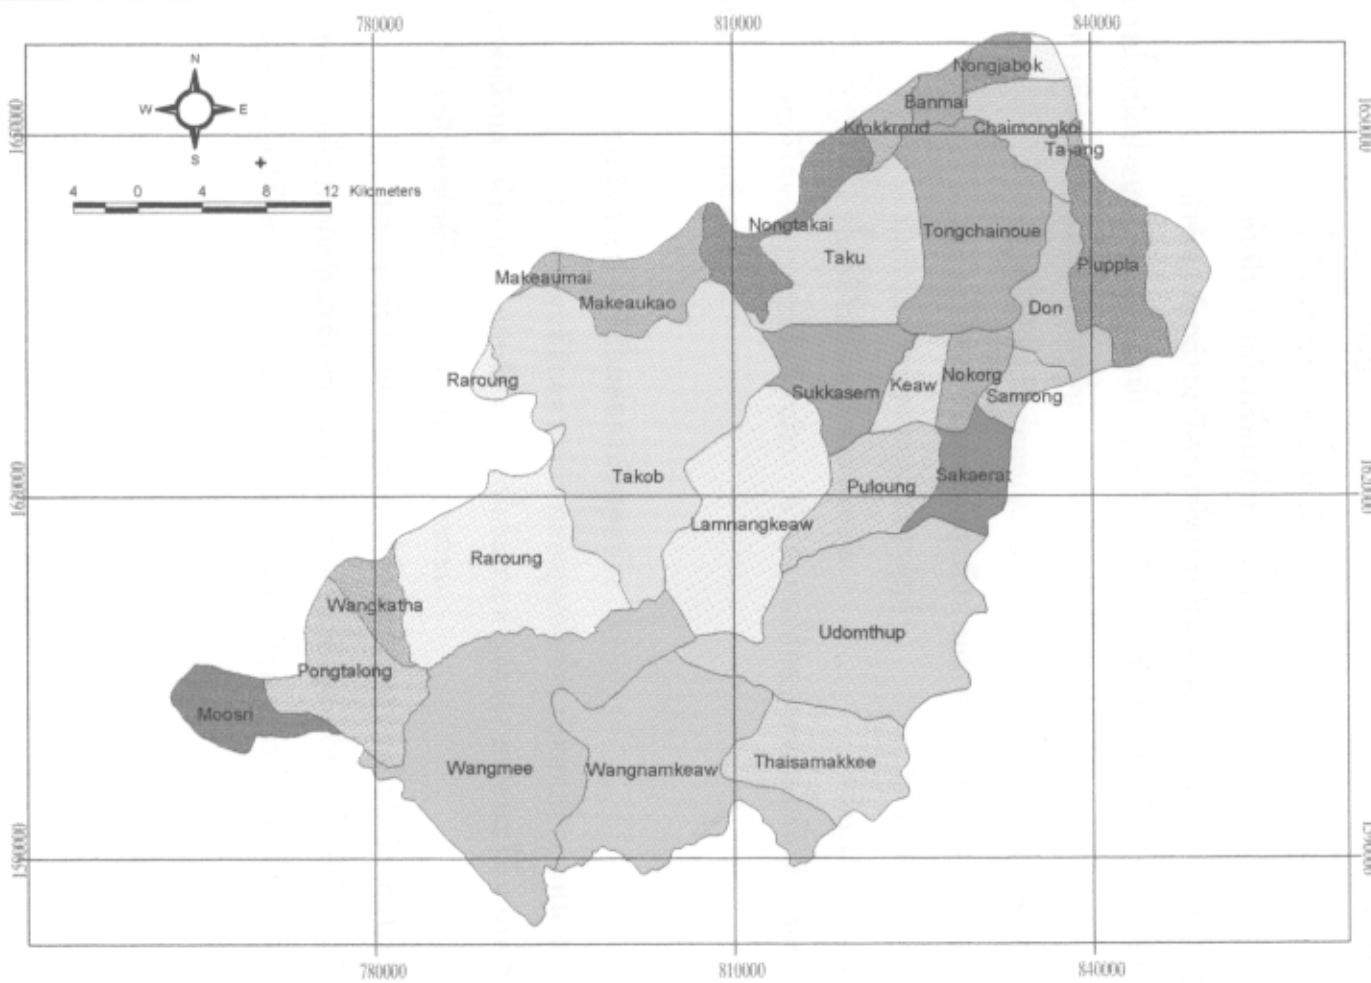 780000
810000
840000
N
W E
S
4 0 4 8 12 Kilometers
1650000
Nongjabok
Banmai
Krokkroud
Chaimongkol
Ta-ang
Nongtakai
Tongchainoue
Taku
Pluppla
Makeaumai
Makeaukao
Don
Raroung
Sukkasem
Keaw
Nokorg
Samrong
1620000
Takob
Puloung
Sakaerat
Lamnangkeaw
Raroung
Wangkatha
Udomthup
Pongtalong
Moosri
Wangmee
Wangnamkeaw
Thaisamakkee
1590000
780000
810000
840000